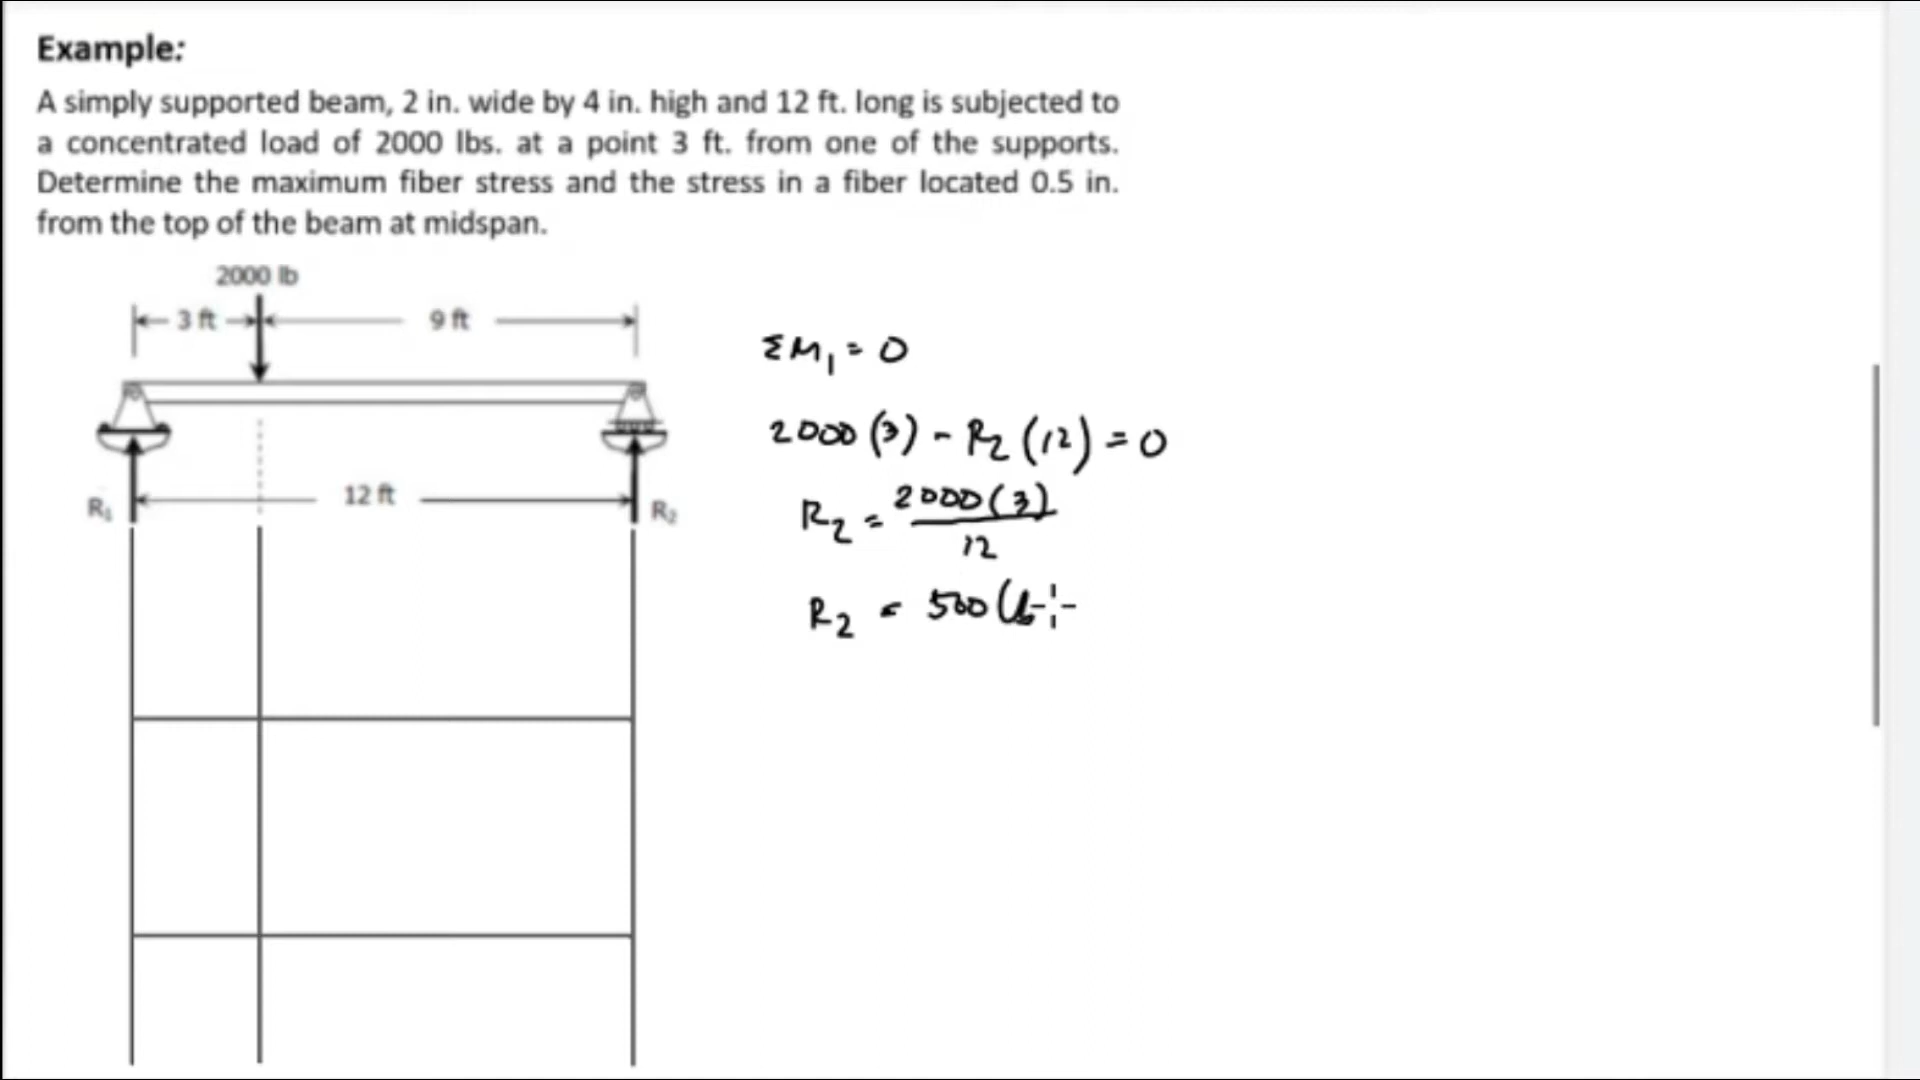 Example:
A simply supported beam, 2 in. wide by 4 in. high and 12 ft. long is subjected to
a concentrated load of 2000 lbs. at a point 3 ft. from one of the supports.
Determine the maximum fiber stress and the stress in a fiber located 0.5 in.
from the top of the beam at midspan.
2000 lb
3 ft
9 ft
12 ft
R₁
R₂
ΣM₁ = 0
2000 (3) - R₂ (12) = 0
R₂ = 2000 (3)
12
R₂ = 500 lb